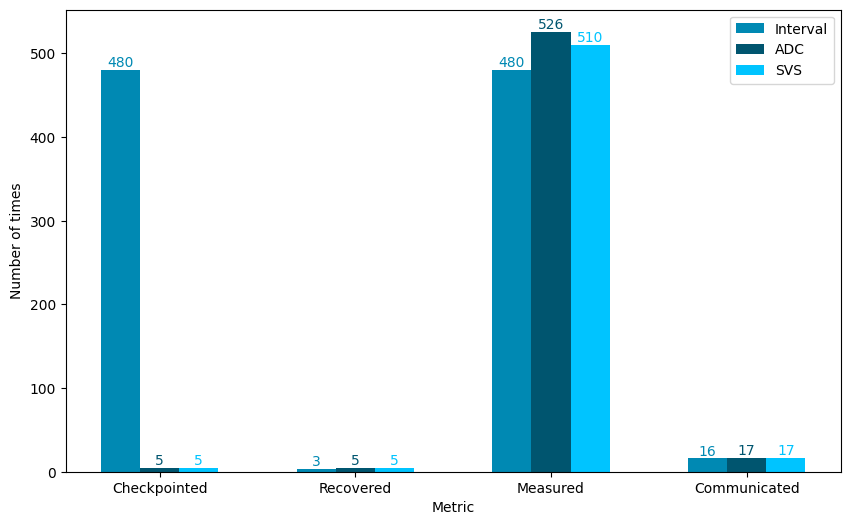 Number of times
500
400
300
200
100
0
480
5
5
3
5
5
480
526
510
16
17
17
Interval
ADC
SVS
Checkpointed
Recovered
Measured
Communicated
Metric